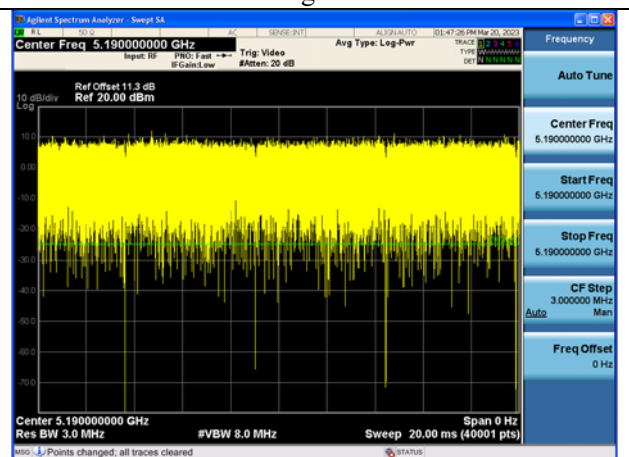 Agilent Spectrum Analyzer - Swept SA
RL 50 Ω AC SENSE:INT ALIGN AUTO 01:47:26 PM Mar 20, 2023
Center Freq 5.190000000 GHz
Input: RF PNO: Fast IFGain:Low
Trig: Video
#Atten: 20 dB
Avg Type: Log-Pwr
TRACE 1 2 3 4 5 6
TYPE
DET N N N N N N
Ref Offset 11.3 dB
10 dB/div Ref 20.00 dBm
Log
10.0
0.00
-10.0
-20.0
-30.0
-40.0
-50.0
-60.0
-70.0
Center 5.190000000 GHz Span 0 Hz
Res BW 3.0 MHz #VBW 8.0 MHz Sweep 20.00 ms (40001 pts)
MSG Points changed; all traces cleared STATUS
Frequency
Auto Tune
Center Freq
5.190000000 GHz
Start Freq
5.190000000 GHz
Stop Freq
5.190000000 GHz
CF Step
3.000000 MHz
Auto Man
Freq Offset
0 Hz